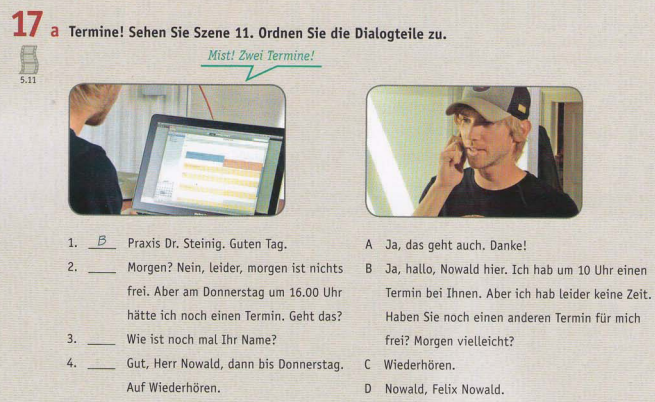 17 a Termine! Sehen Sie Szene 11. Ordnen Sie die Dialogteile zu.
5.11
Mist! Zwei Termine!
1. B Praxis Dr. Steinig. Guten Tag.
2. ____ Morgen? Nein, leider, morgen ist nichts
frei. Aber am Donnerstag um 16.00 Uhr
hätte ich noch einen Termin. Geht das?
3. ____ Wie ist noch mal Ihr Name?
4. ____ Gut, Herr Nowald, dann bis Donnerstag.
Auf Wiederhören.
A Ja, das geht auch. Danke!
B Ja, hallo, Nowald hier. Ich hab um 10 Uhr einen
Termin bei Ihnen. Aber ich hab leider keine Zeit.
Haben Sie noch einen anderen Termin für mich
frei? Morgen vielleicht?
C Wiederhören.
D Nowald, Felix Nowald.